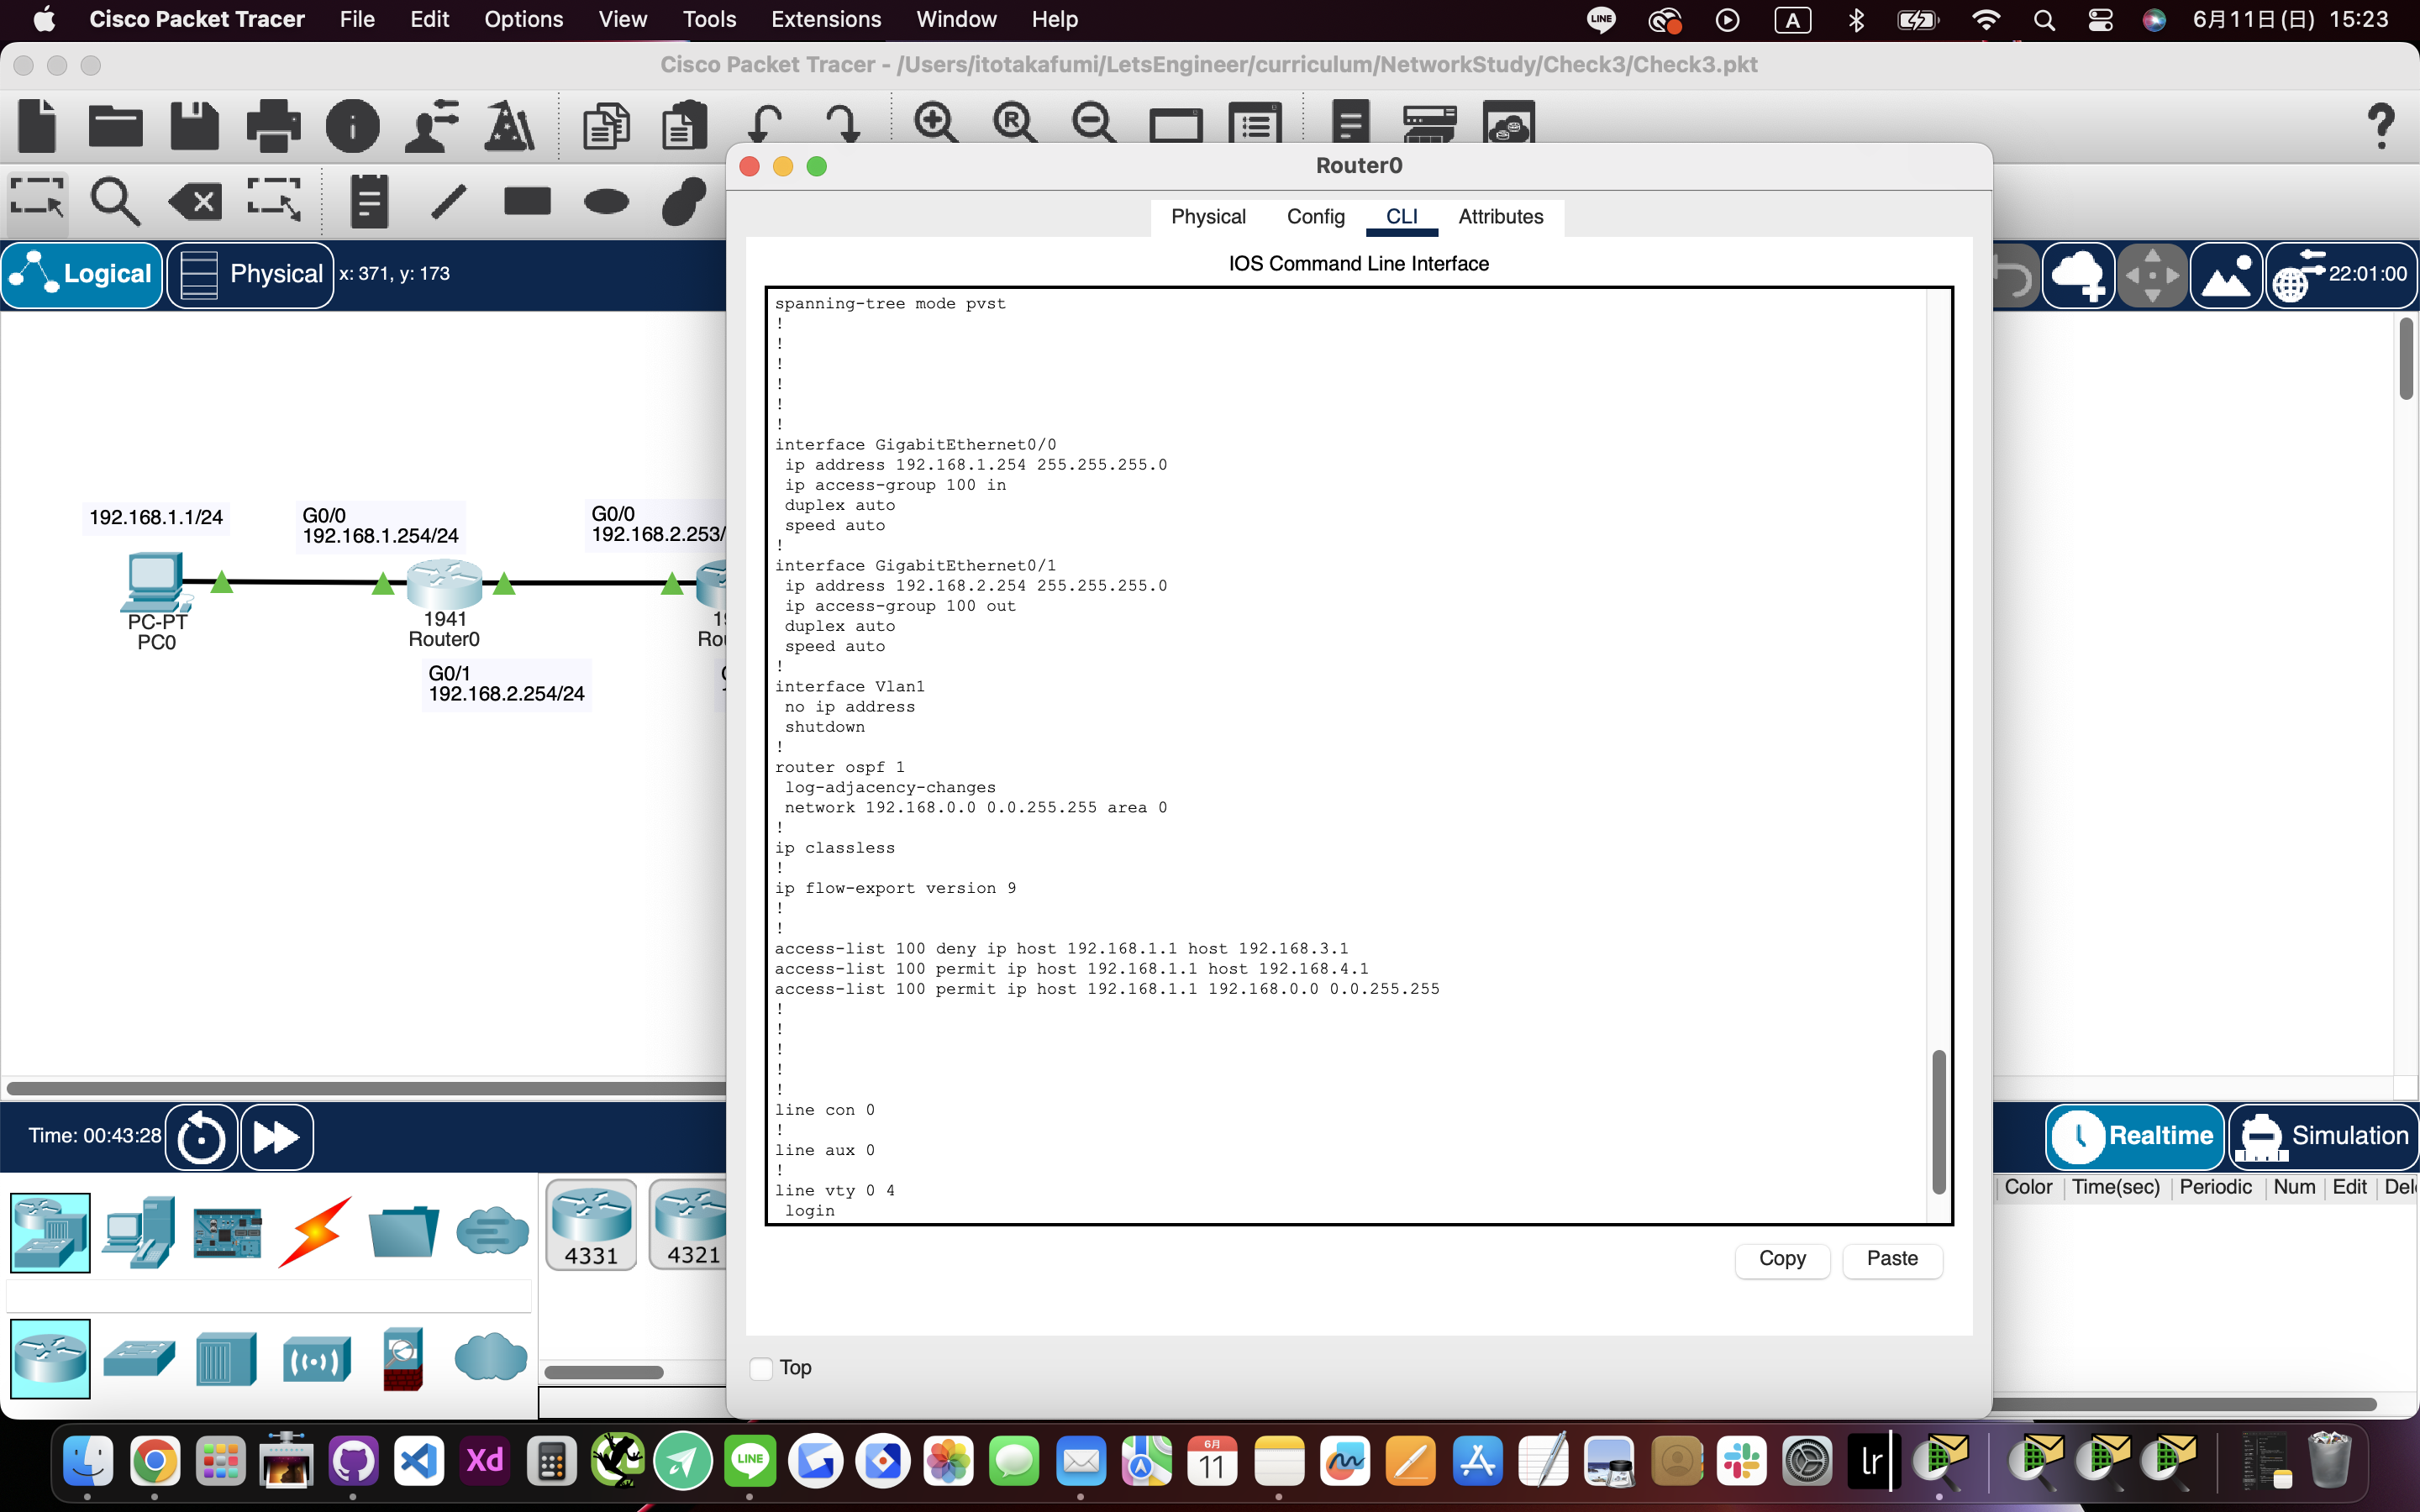 Cisco Packet Tracer File Edit Options View Tools Extensions Window Help
LINE
A
6月11日(日) 15:23
Cisco Packet Tracer - /Users/itotakafumi/LetsEngineer/curriculum/NetworkStudy/Check3/Check3.pkt
R
?
Router0
Physical Config CLI Attributes
IOS Command Line Interface
Logical
Physical
x: 371, y: 173
22:01:00
spanning-tree mode pvst
!
!
!
!
!
!
interface GigabitEthernet0/0
ip address 192.168.1.254 255.255.255.0
ip access-group 100 in
duplex auto
speed auto
!
interface GigabitEthernet0/1
ip address 192.168.2.254 255.255.255.0
ip access-group 100 out
duplex auto
speed auto
!
interface Vlan1
no ip address
shutdown
!
router ospf 1
log-adjacency-changes
network 192.168.0.0 0.0.255.255 area 0
!
ip classless
!
ip flow-export version 9
!
!
access-list 100 deny ip host 192.168.1.1 host 192.168.3.1
access-list 100 permit ip host 192.168.1.1 host 192.168.4.1
access-list 100 permit ip host 192.168.1.1 192.168.0.0 0.0.255.255
!
!
!
!
!
line con 0
!
line aux 0
!
line vty 0 4
login
Copy
Paste
Top
192.168.1.1/24
G0/0
192.168.1.254/24
G0/0
192.168.2.253/
PC-PT
PC0
1941
Router0
G0/1
192.168.2.254/24
Time: 00:43:28
Realtime
Simulation
Color Time(sec) Periodic Num Edit
4331
4321
Xd
LINE
6月
11
lr